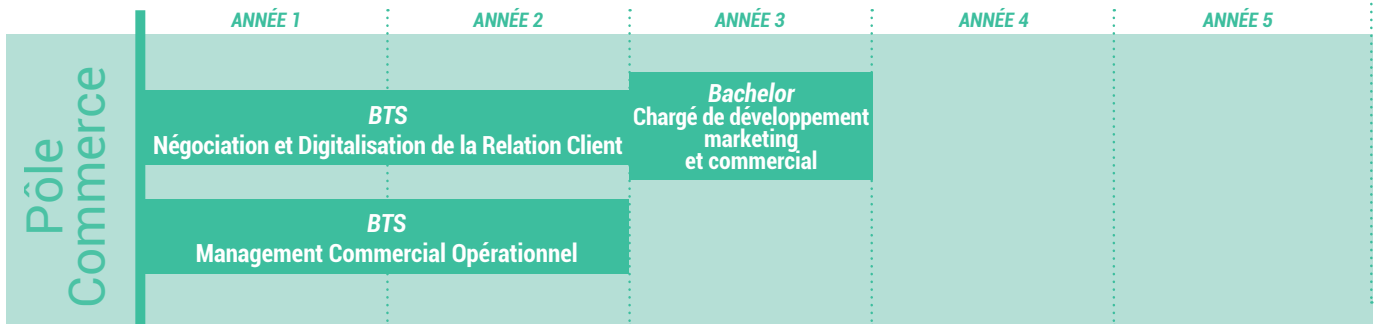 ANNÉE 1
ANNÉE 2
ANNÉE 3
ANNÉE 4
ANNÉE 5
Pôle
Commerce
BTS
Négociation et Digitalisation de la Relation Client
Bachelor
Chargé de développement
marketing
et commercial
BTS
Management Commercial Opérationnel